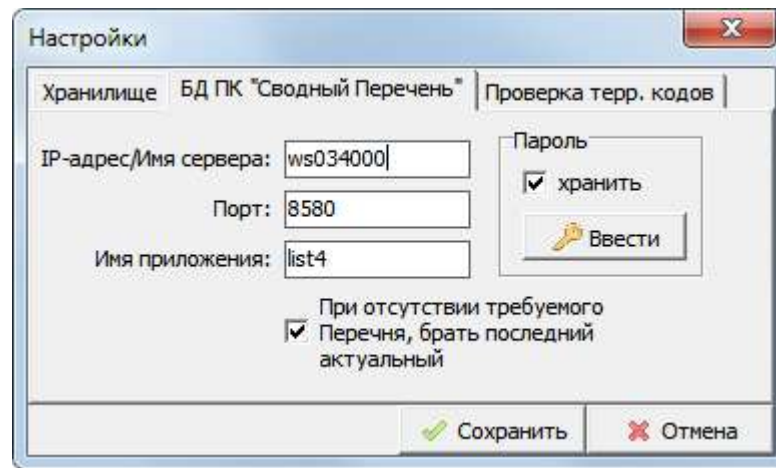 Настройки
Хранилище
БД ПК "Сводный Перечень"
Проверка терр. кодов
IP-адрес/Имя сервера:
ws034000
Порт:
8580
Имя приложения:
list4
Пароль
хранить
Ввести
При отсутствии требуемого
Перечня, брать последний
актуальный
Сохранить
Отмена